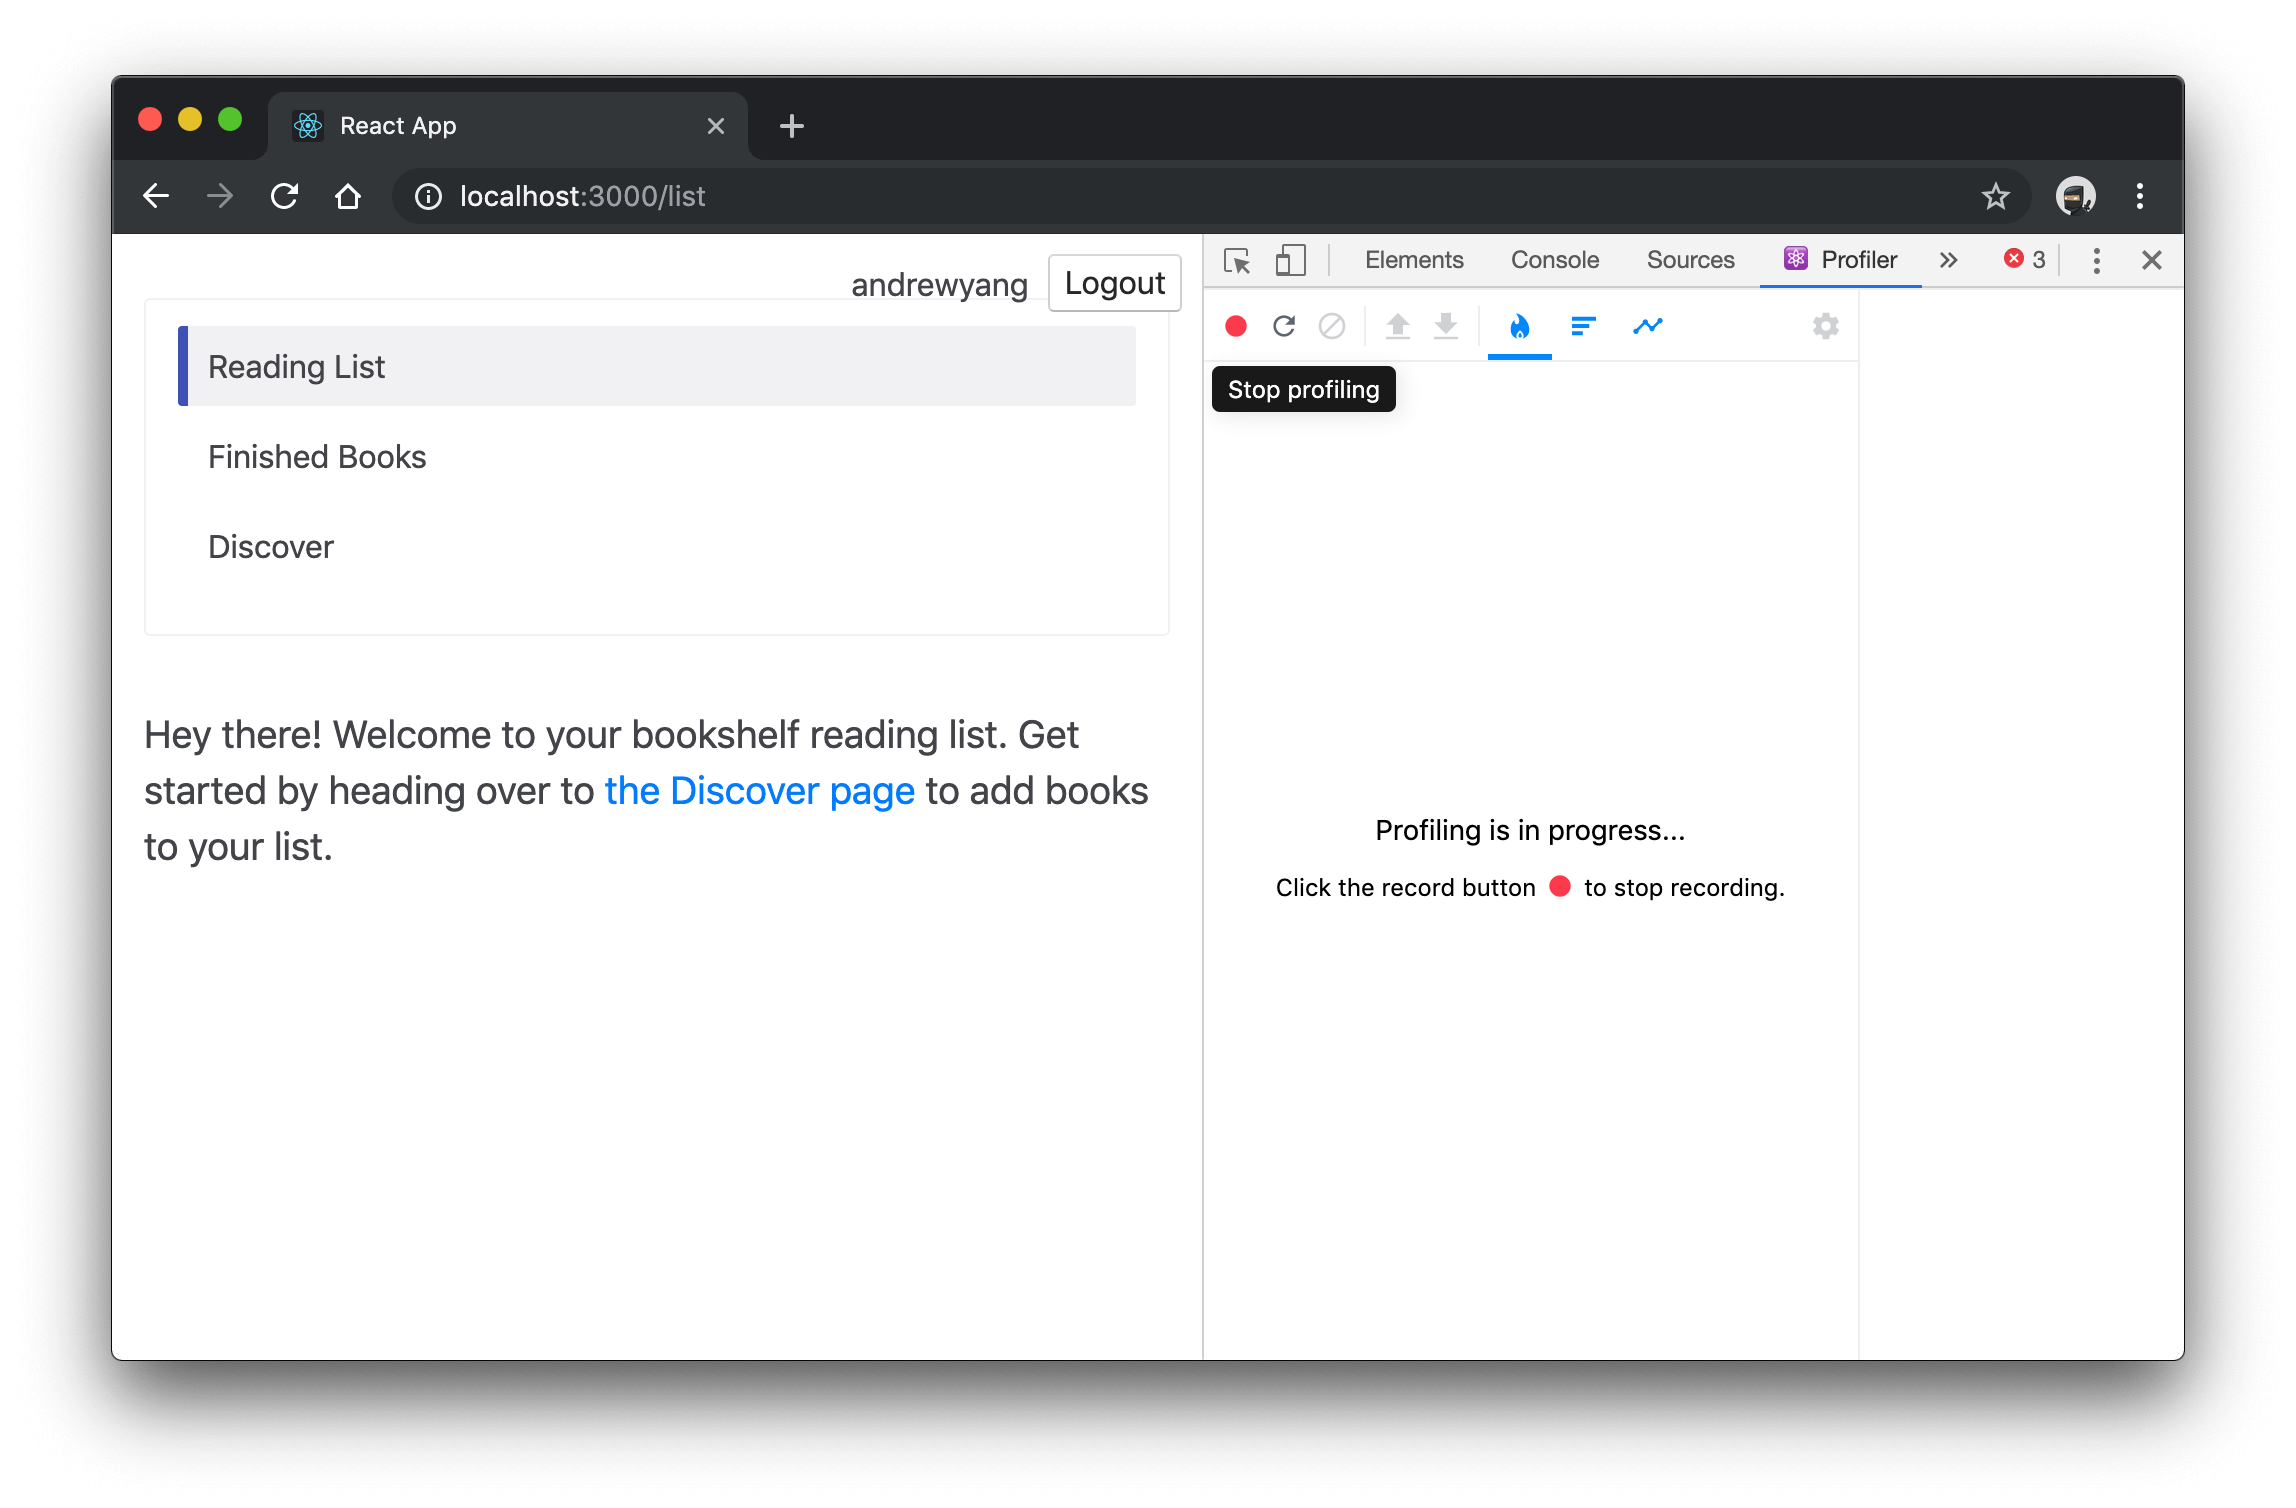 React App
localhost:3000/list
andrewyang Logout
Reading List
Finished Books
Discover
Hey there! Welcome to your bookshelf reading list. Get
started by heading over to the Discover page to add books
to your list.
Elements Console Sources Profiler 3
Stop profiling
Profiling is in progress...
Click the record button to stop recording.